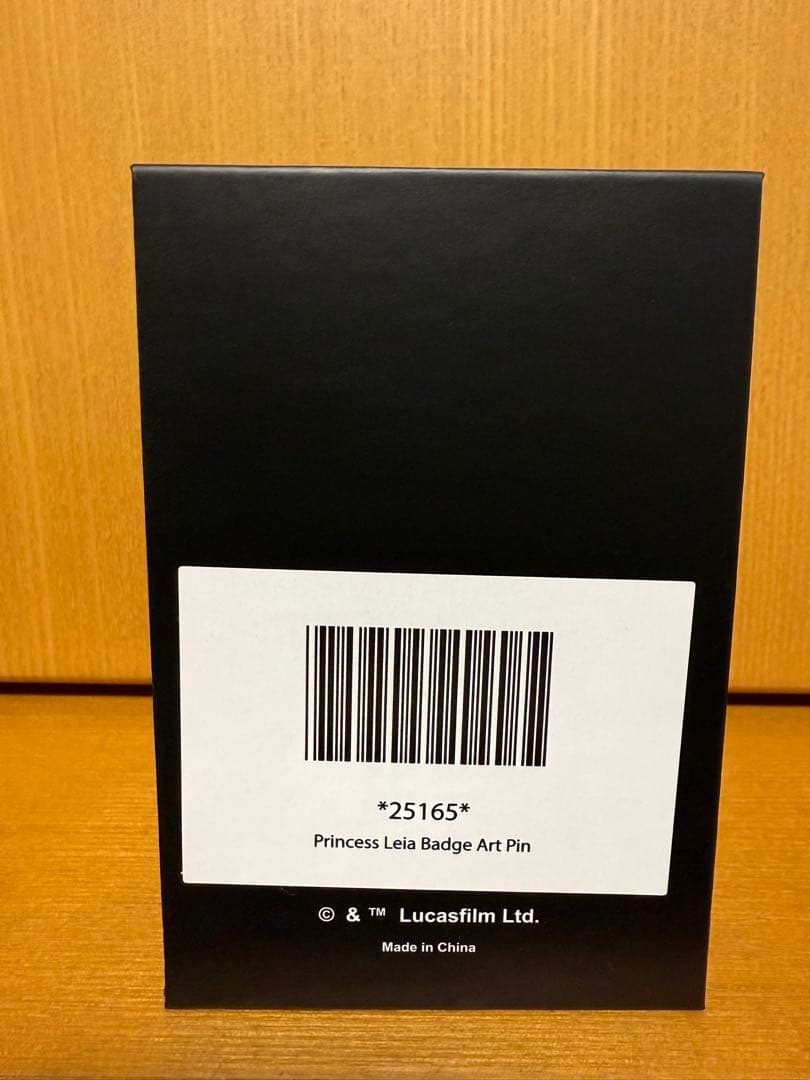 *25165*
Princess Leia Badge Art Pin
© & ™ Lucasfilm Ltd.
Made in China